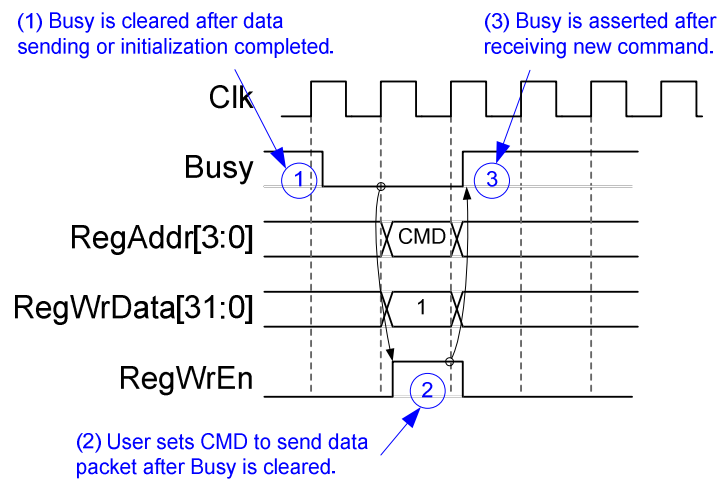 (1) Busy is cleared after data
sending or initialization completed.
(3) Busy is asserted after
receiving new command.
Clk
Busy
1
3
RegAddr[3:0]
CMD
RegWrData[31:0]
1
RegWrEn
2
(2) User sets CMD to send data
packet after Busy is cleared.